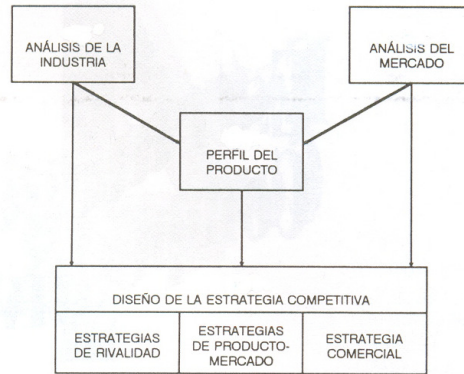 ANÁLISIS DE LA
INDUSTRIA
ANÁLISIS DEL
MERCADO
PERFIL DEL
PRODUCTO
DISEÑO DE LA ESTRATEGIA COMPETITIVA
ESTRATEGIAS
DE RIVALIDAD
ESTRATEGIAS
DE PRODUCTO-
MERCADO
ESTRATEGIA
COMERCIAL